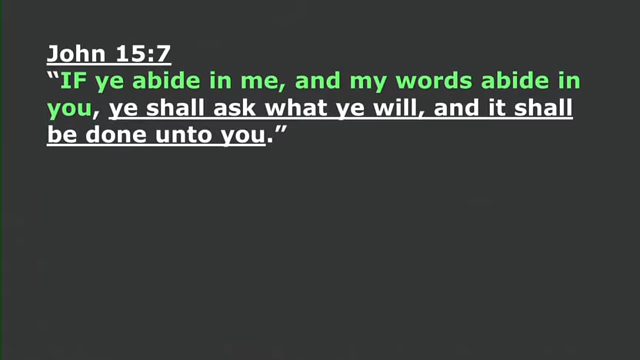 John 15:7
“IF ye abide in me, and my words abide in
you, ye shall ask what ye will, and it shall
be done unto you.”